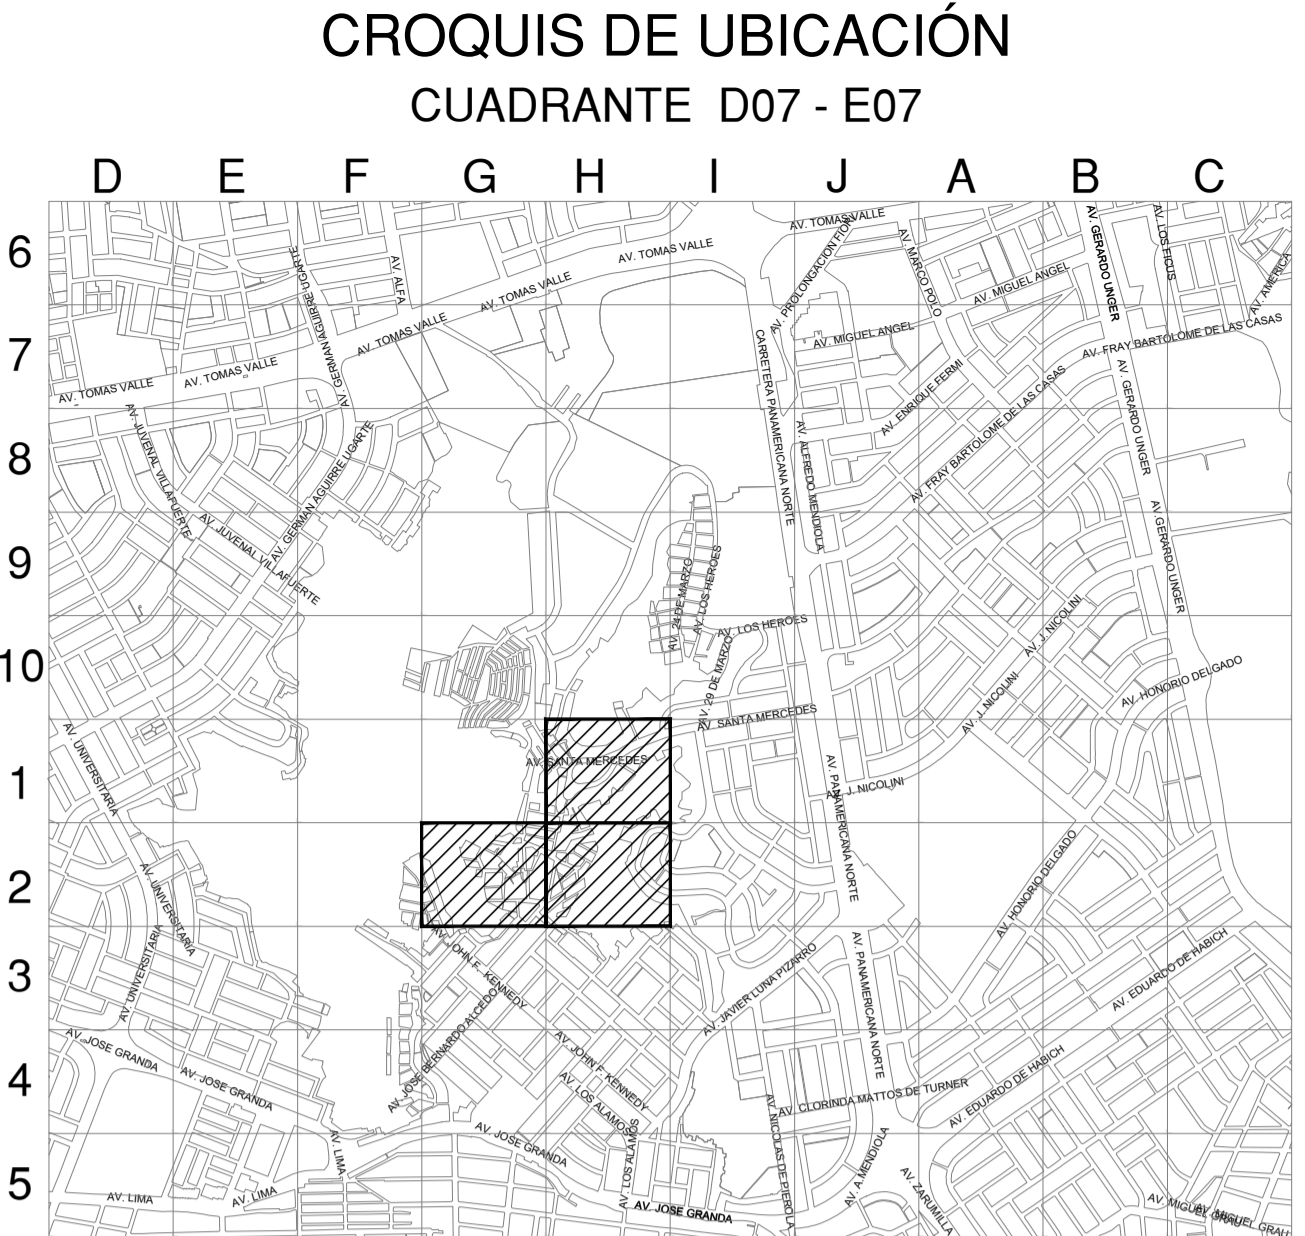 CROQUIS DE UBICACIÓN
CUADRANTE D07 - E07
D E F G H I J A B C
6
AV. TOMAS VALLE
AV. GERARDO UNGER
AV. LOS FICUS
AV. PROLONGACION FIORI
AV. MARCO POLO
AV. TOMAS VALLE
AV. GERMAN AGUIRRE UGARTE
AV. ALFA
AV. MIGUEL ANGEL
AV. AMERICA
AV. TOMAS VALLE
7
AV. TOMAS VALLE
AV. MIGUEL ANGEL
AV. FRAY BARTOLOME DE LAS CASAS
CARRETERA PANAMERICANA NORTE
AV. TOMAS VALLE
AV. TOMAS VALLE
AV. ENRIQUE FERMI
AV. FRAY BARTOLOME DE LAS CASAS
AV. GERARDO UNGER
8
AV. JUVENAL VILLAFUERTE
AV. GERMAN AGUIRRE UGARTE
AV. ALFREDO MENDIOLA
AV. GERARDO UNGER
9
AV. JUVENAL VILLAFUERTE
AV. 24 DE MARZO
AV. LOS HEROES
AV. J. NICOLINI
10
AV. LOS HEROES
AV. 29 DE MARZO
AV. J. NICOLINI
AV. HONORIO DELGADO
AV. SANTA MERCEDES
1
AV. UNIVERSITARIA
AV. SANTA MERCEDES
AV. PANAMERICANA NORTE
AV. J. NICOLINI
2
AV. UNIVERSITARIA
AV. HONORIO DELGADO
3
AV. UNIVERSITARIA
AV. JOHN F. KENNEDY
AV. JAVIER LUNA PIZARRO
AV. PANAMERICANA NORTE
AV. EDUARDO DE HABICH
4
AV. JOSE GRANDA
AV. JOSE GRANDA
AV. JOSE BERNARDO ALCEDO
AV. JOHN F. KENNEDY
AV. LOS ALAMOS
AV. CLORINDA MATTOS DE TURNER
AV. EDUARDO DE HABICH
5
AV. LIMA
AV. LIMA
AV. LIMA
AV. JOSE GRANDA
AV. LOS ALAMOS
AV. JOSE GRANDA
AV. NICOLAS DE PIEROLA
AV. A.MENDIOLA
AV. ZARUMILLA
AV. MIGUEL GRAU
AV. MIGUEL GRAU